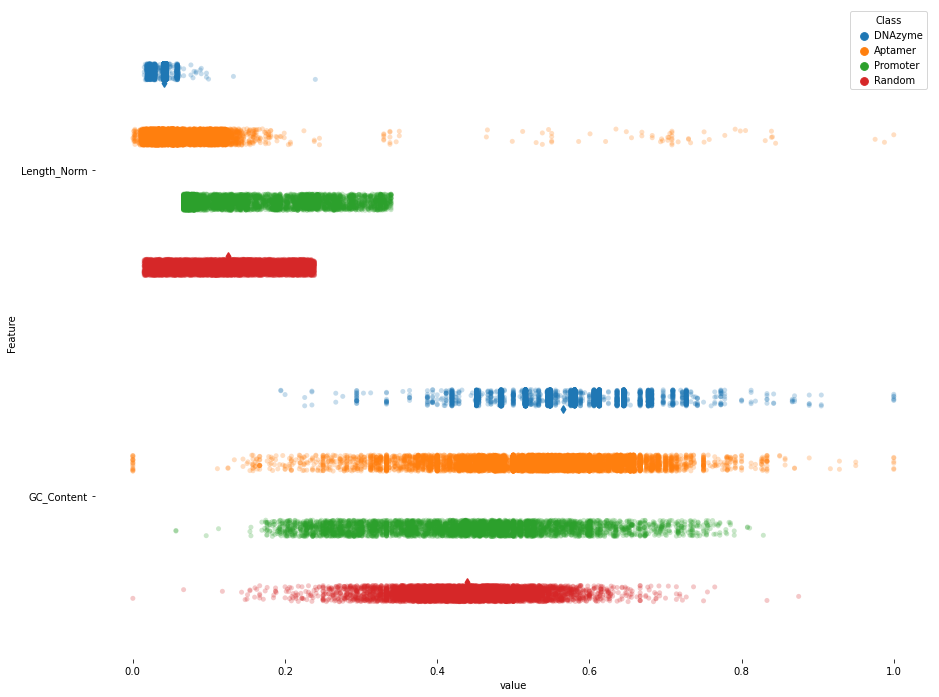 Class
DNAzyme
Aptamer
Promoter
Random
Length_Norm
Feature
GC_Content
0.0 0.2 0.4 0.6 0.8 1.0
value